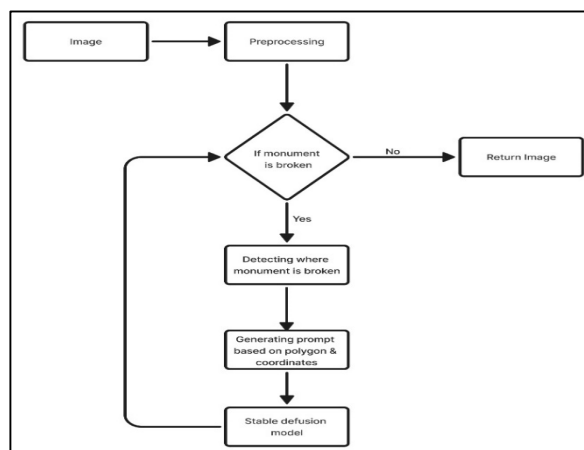 Image
Preprocessing
If monument
is broken
No
Return Image
Yes
Detecting where
monument is broken
Generating prompt
based on polygon &
coordinates
Stable defusion
model